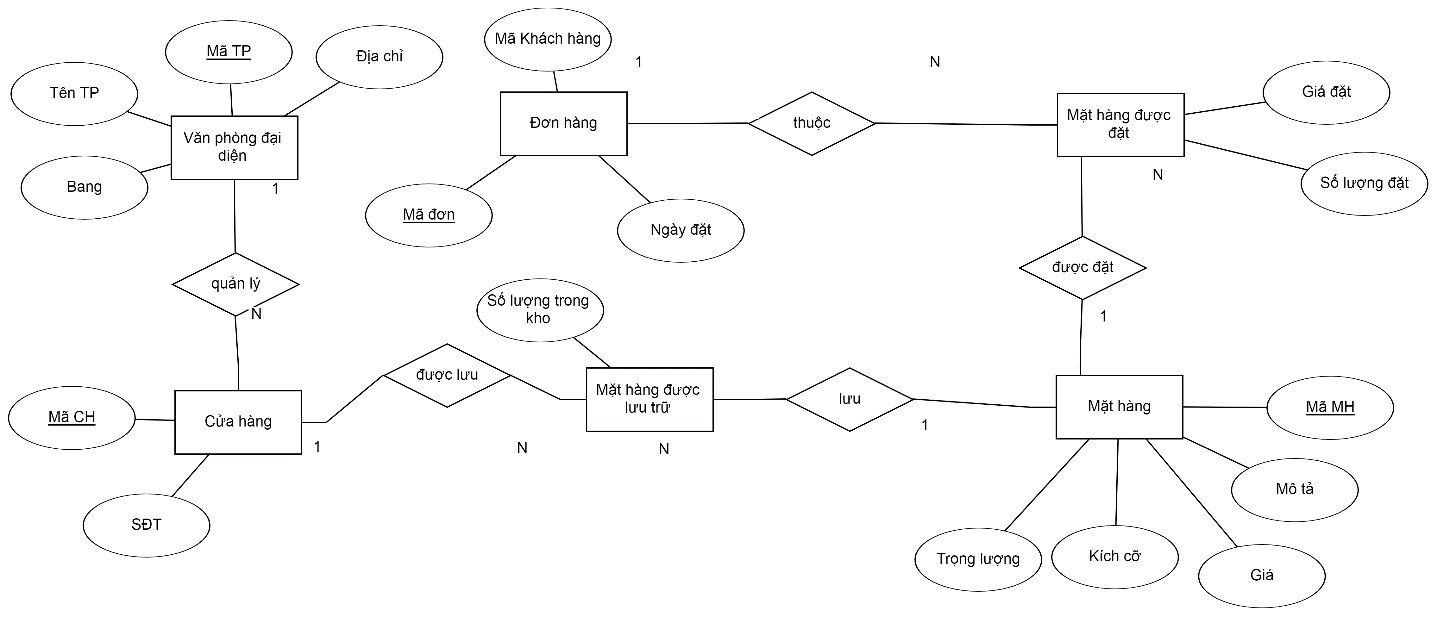 Mã TP
Địa chỉ
Tên TP
Văn phòng đại
diện
Bang
1
quản lý
N
Mã Khách hàng
1
N
Đơn hàng
thuộc
Mặt hàng được
đặt
Giá đặt
Số lượng đặt
N
Mã đơn
Ngày đặt
được đặt
1
Số lượng trong
kho
được lưu
Mặt hàng được
lưu trữ
lưu
Mặt hàng
Mã MH
Mã CH
Cửa hàng
1
N
N
1
SĐT
Mô tả
Trọng lượng
Kích cỡ
Giá